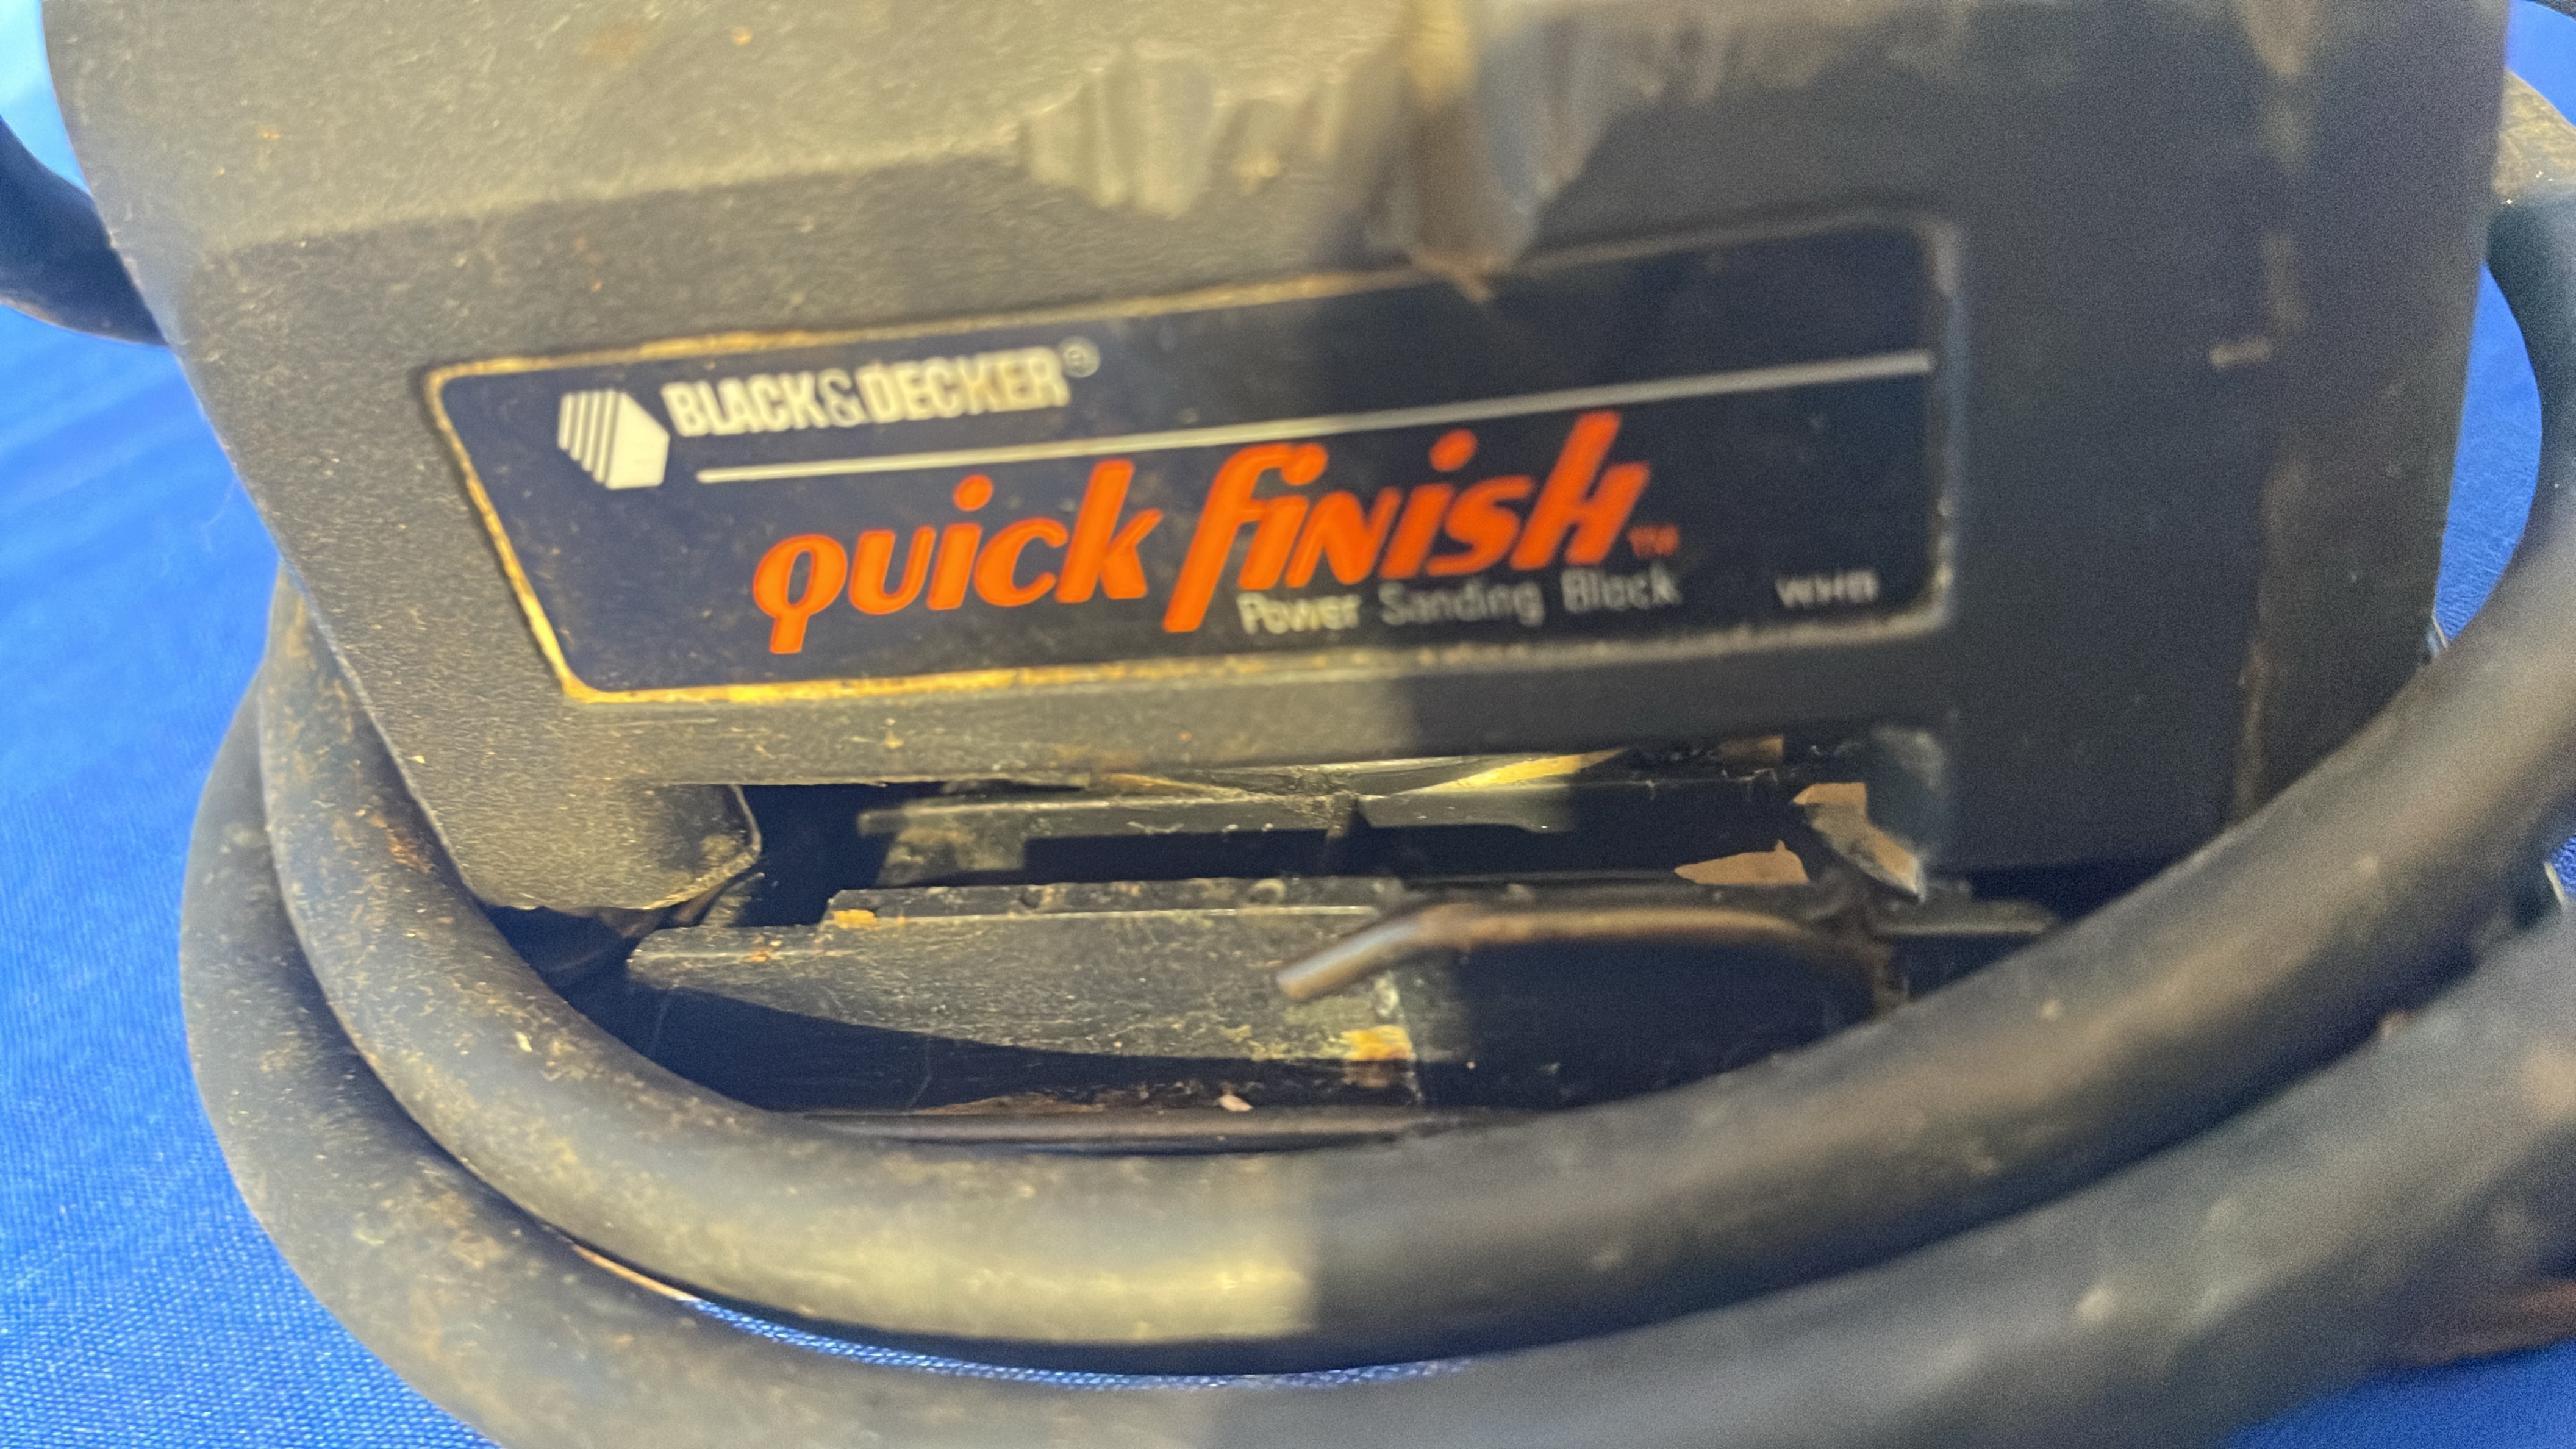 BLACK&DECKER®
quick finish™
Power Sanding Block